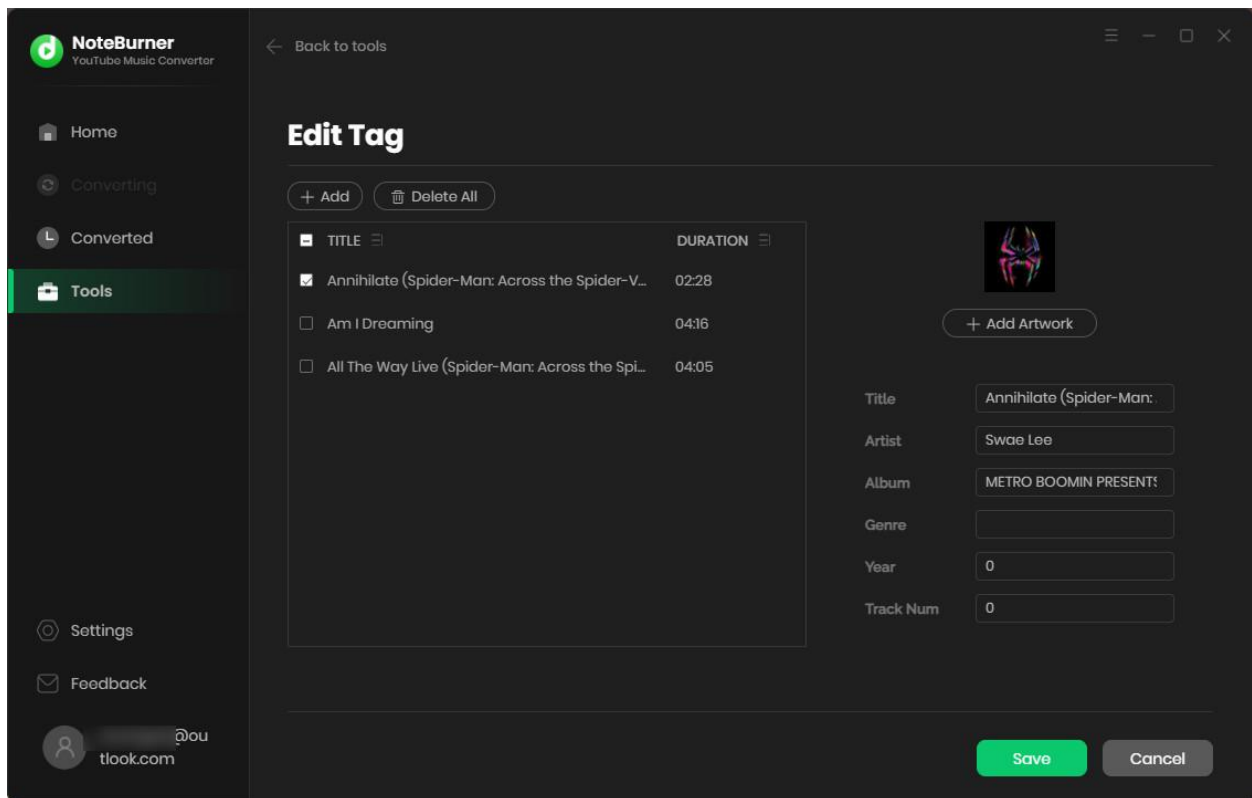 NoteBurner
YouTube Music Converter
Back to tools
Home
Converting
Converted
Tools
Settings
Feedback
@ou
tlook.com
Edit Tag
+ Add
Delete All
TITLE DURATION
Annihilate (Spider-Man: Across the Spider-V... 02:28
Am I Dreaming 04:16
All The Way Live (Spider-Man: Across the Spi... 04:05
+ Add Artwork
Title Annihilate (Spider-Man:
Artist Swae Lee
Album METRO BOOMIN PRESENTS
Genre
Year 0
Track Num 0
Save
Cancel